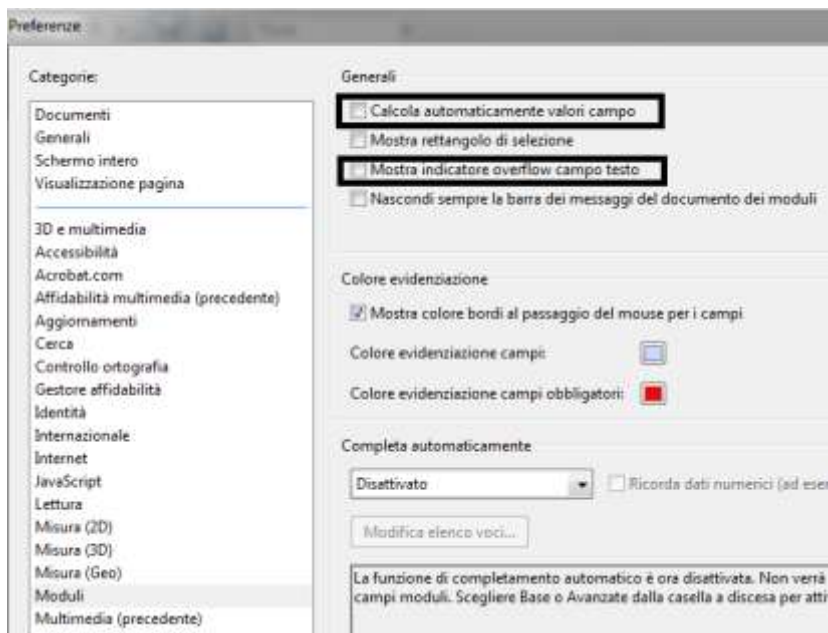 Preferenze
Categorie:
Documenti
Generali
Schermo intero
Visualizzazione pagina
3D e multimedia
Accessibilità
Acrobat.com
Affidabilità multimedia (precedente)
Aggiornamenti
Cerca
Controllo ortografia
Gestore affidabilità
Identità
Internazionale
Internet
JavaScript
Lettura
Misura (2D)
Misura (3D)
Misura (Geo)
Moduli
Multimedia (precedente)
Generali
Calcola automaticamente valori campo
Mostra rettangolo di selezione
Mostra indicatore overflow campo testo
Nascondi sempre la barra dei messaggi del documento dei moduli
Colore evidenziazione
Mostra colore bordi al passaggio del mouse per i campi
Colore evidenziazione campi:
Colore evidenziazione campi obbligatori:
Completa automaticamente
Disattivato
Ricorda dati numerici (ad eser
Modifica elenco voci...
La funzione di completamento automatico è ora disattivata. Non verrà
campi moduli. Scegliere Base o Avanzate dalla casella a discesa per atti